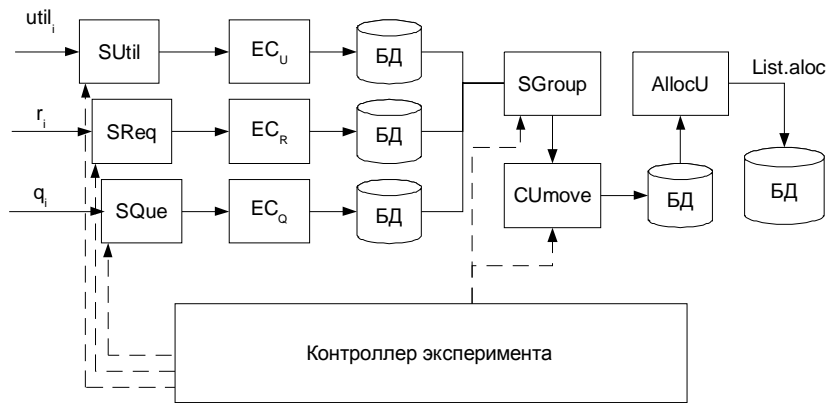 util_i
SUtil
EC_U
БД
r_i
SReq
EC_R
БД
q_i
SQue
EC_Q
БД
SGroup
CUmove
БД
AllocU
List.aloc
БД
Контроллер эксперимента